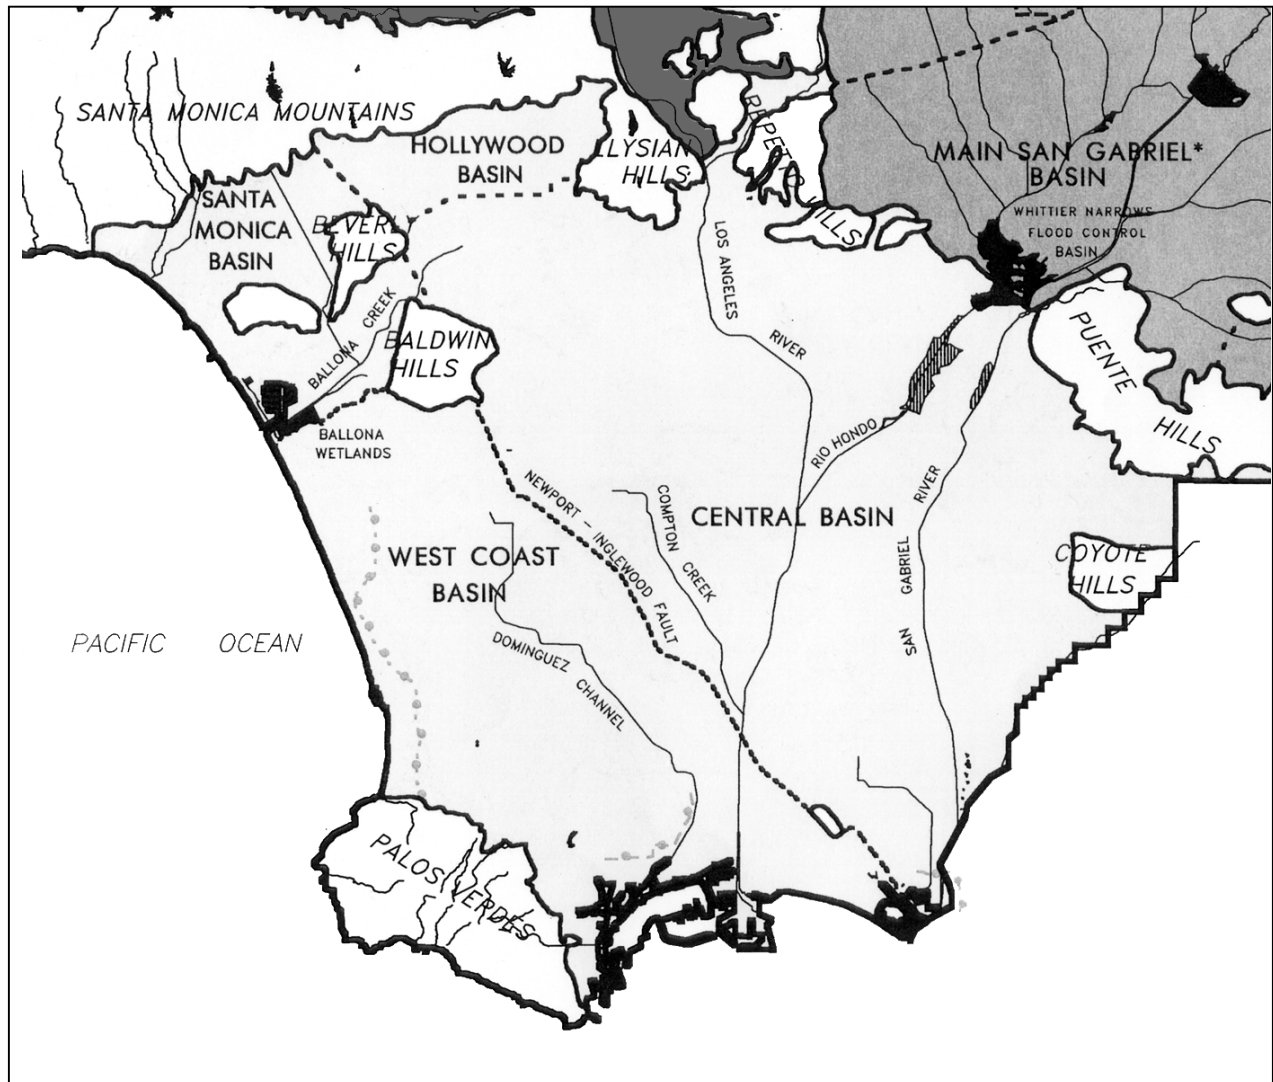 SANTA MONICA MOUNTAINS
HOLLYWOOD
BASIN
LLYSIAN
HILLS
REPETTO HILLS
MAIN SAN GABRIEL*
BASIN
WHITTIER NARROWS
FLOOD CONTROL
BASIN
SANTA
MONICA
BASIN
BEVERLY
HILLS
LOS ANGELES
RIVER
BALLONA CREEK
BALDWIN
HILLS
PUENTE
HILLS
BALLONA
WETLANDS
RIO HONDO
NEWPORT – INGLEWOOD FAULT
COMPTON CREEK
CENTRAL BASIN
SAN GABRIEL RIVER
WEST COAST
BASIN
COYOTE
HILLS
PACIFIC OCEAN
DOMINGUEZ CHANNEL
PALOS VERDES